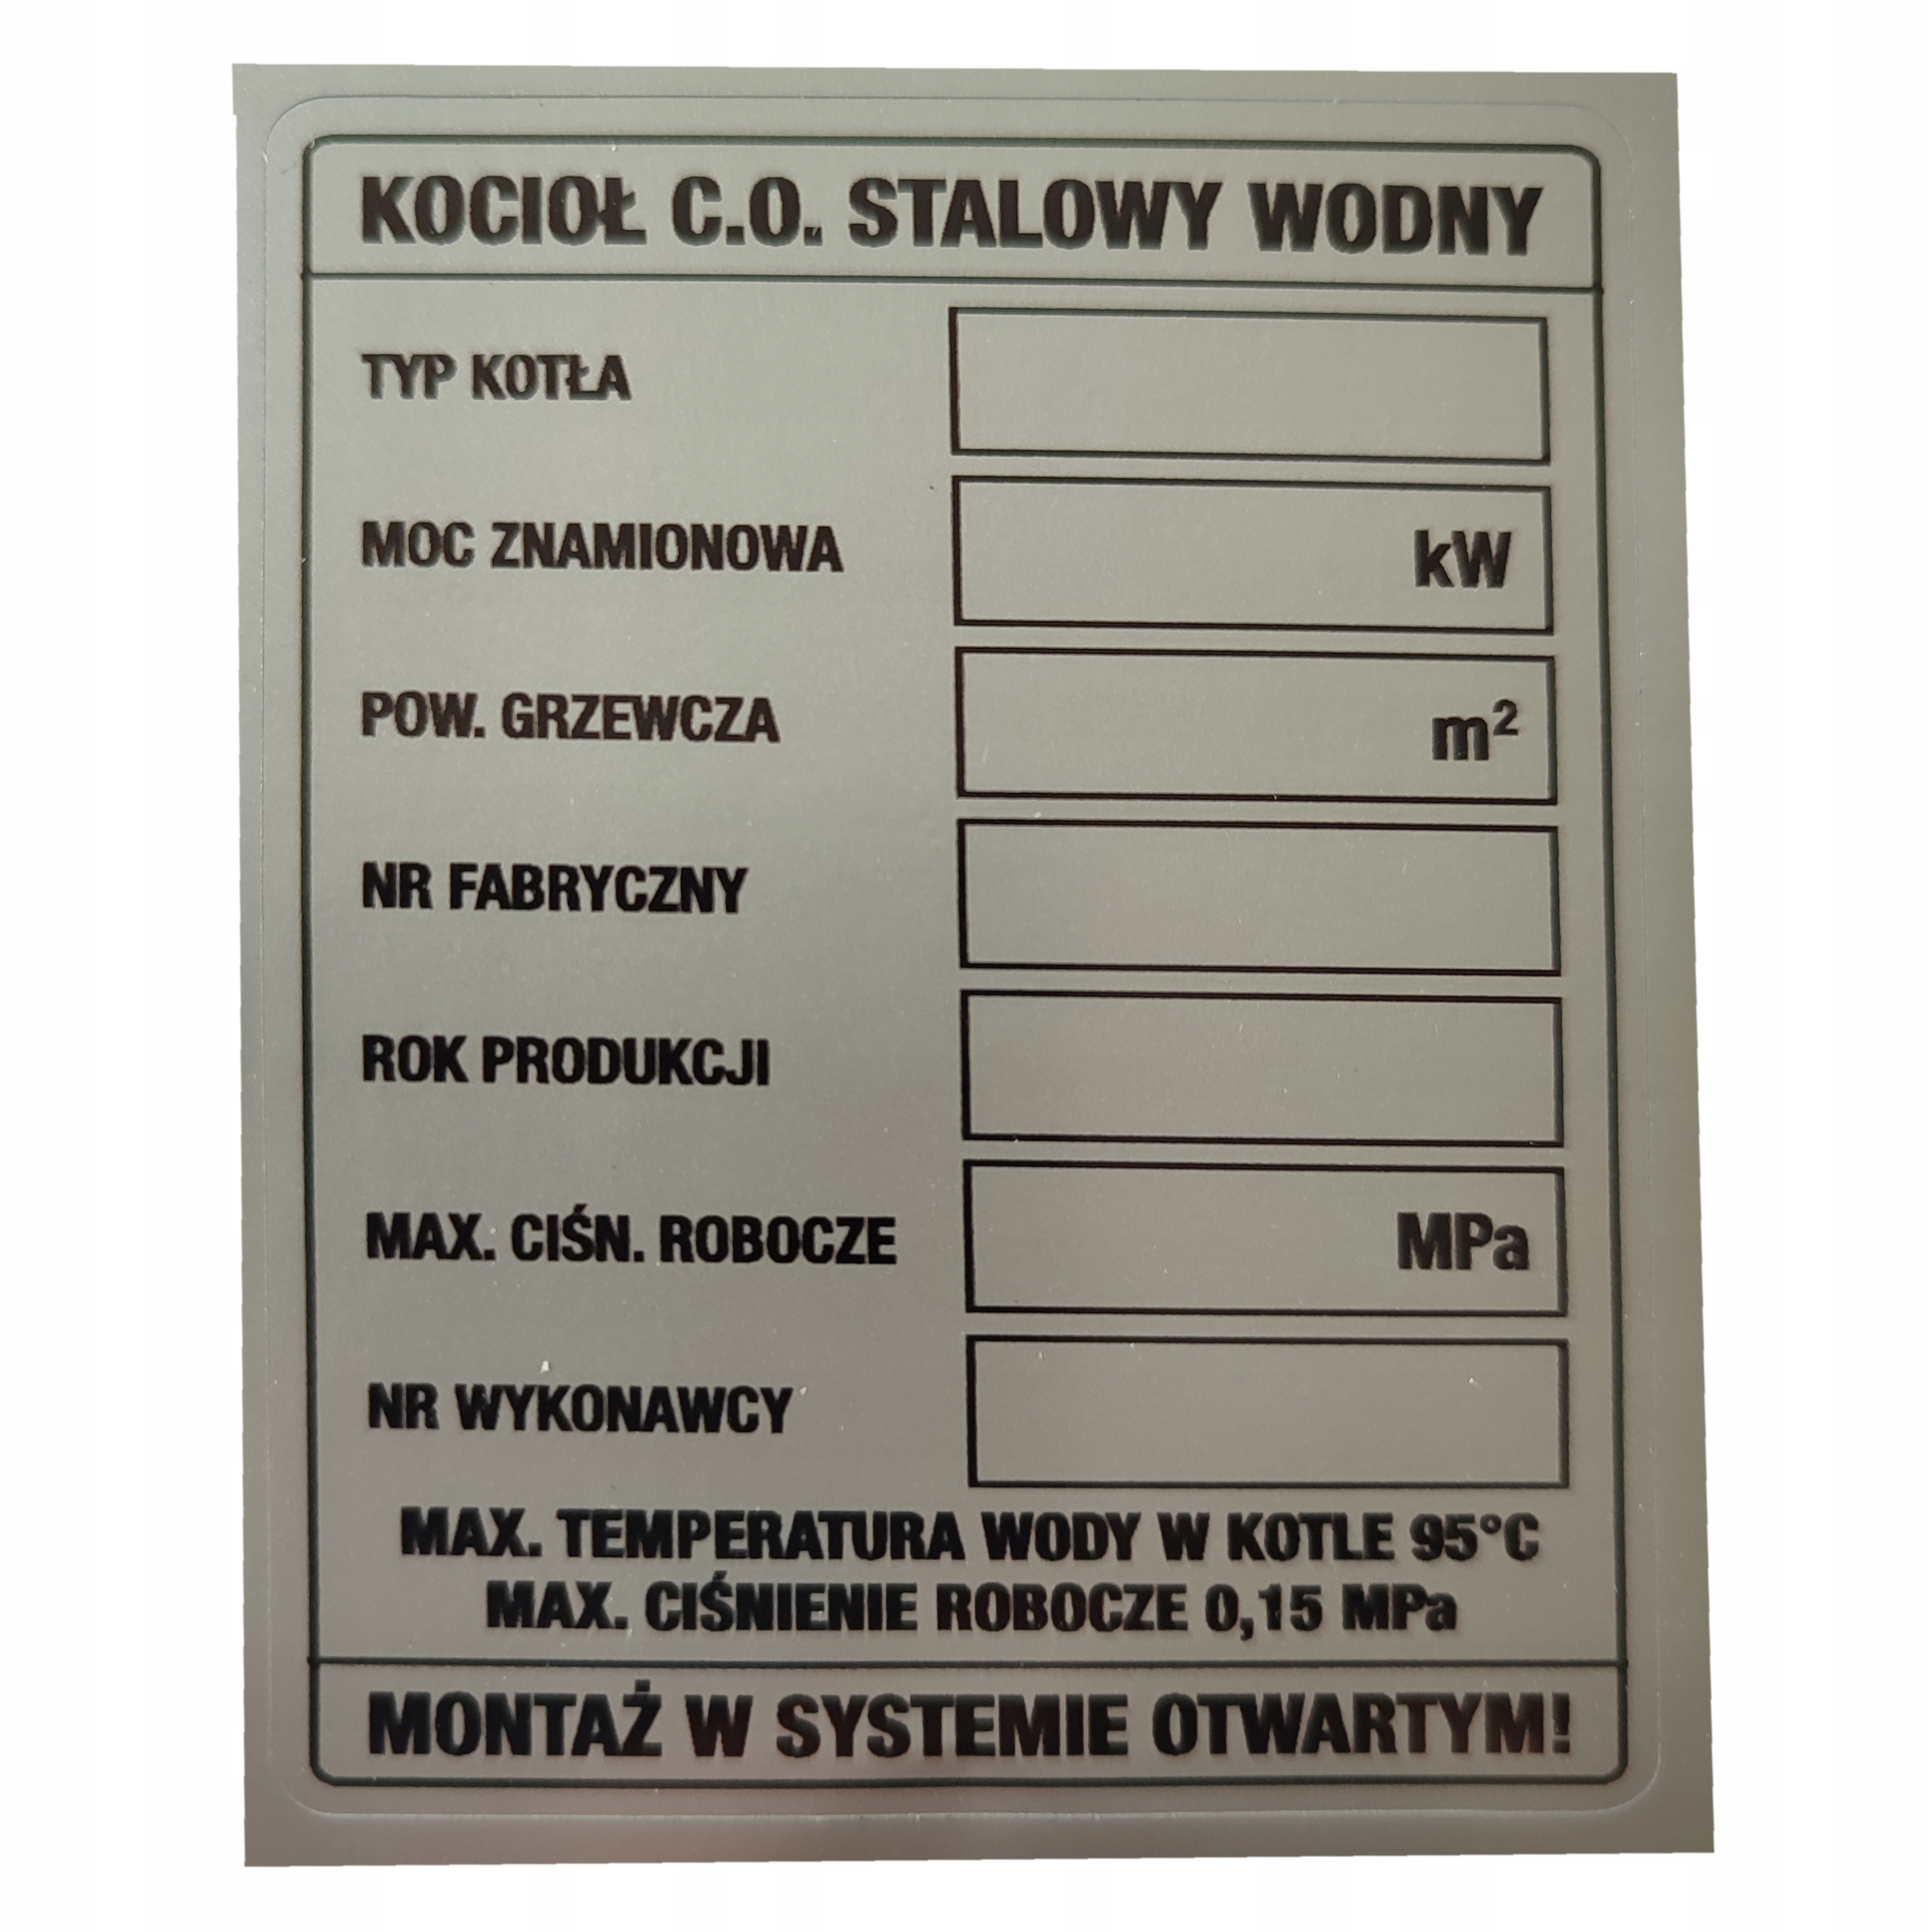 KOCIOŁ C.O. STALOWY WODNY
TYP KOTŁA
MOC ZNAMIONOWA kW
POW. GRZEWCZA m²
NR FABRYCZNY
ROK PRODUKCJI
MAX. CIŚN. ROBOCZE MPa
NR WYKONAWCY
MAX. TEMPERATURA WODY W KOTLE 95°C
MAX. CIŚNIENIE ROBOCZE 0,15 MPa
MONTAŻ W SYSTEMIE OTWARTYM!